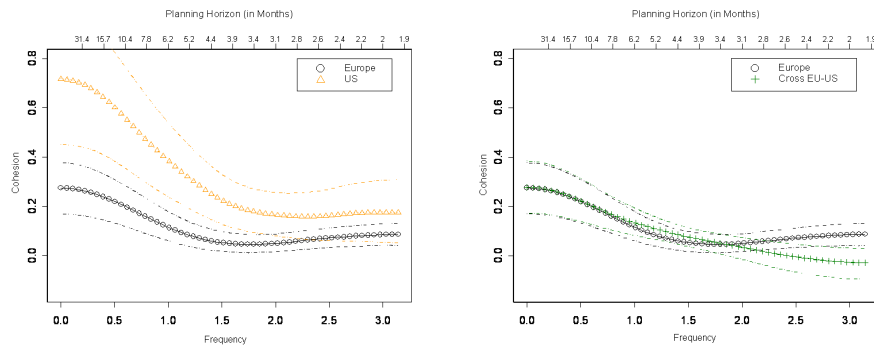 Planning Horizon (in Months)
31.4 15.7 10.4 7.8 6.2 5.2 4.4 3.9 3.4 3.1 2.8 2.6 2.4 2.2 2 1.9
0.8
0.6
0.4
0.2
0.0
Cohesion
Europe
US
0.0 0.5 1.0 1.5 2.0 2.5 3.0
Frequency
Planning Horizon (in Months)
31.4 15.7 10.4 7.8 6.2 5.2 4.4 3.9 3.4 3.1 2.8 2.6 2.4 2.2 2 1.9
0.8
0.6
0.4
0.2
0.0
Cohesion
Europe
Cross EU-US
0.0 0.5 1.0 1.5 2.0 2.5 3.0
Frequency